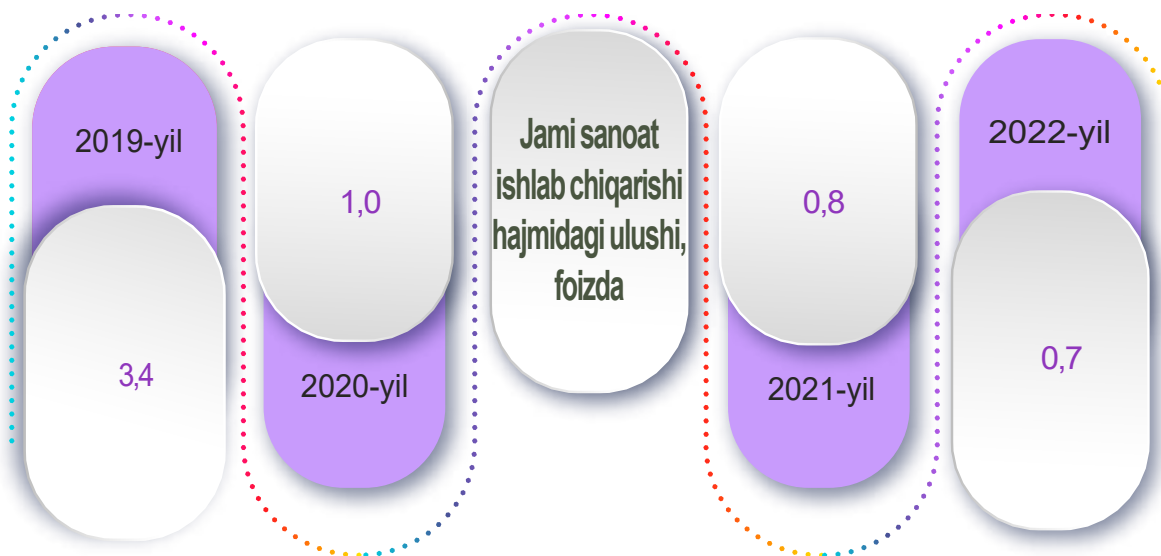 2019-yil
3,4
1,0
2020-yil
Jami sanoat
ishlab chiqarishi
hajmidagi ulushi,
foizda
0,8
2021-yil
2022-yil
0,7